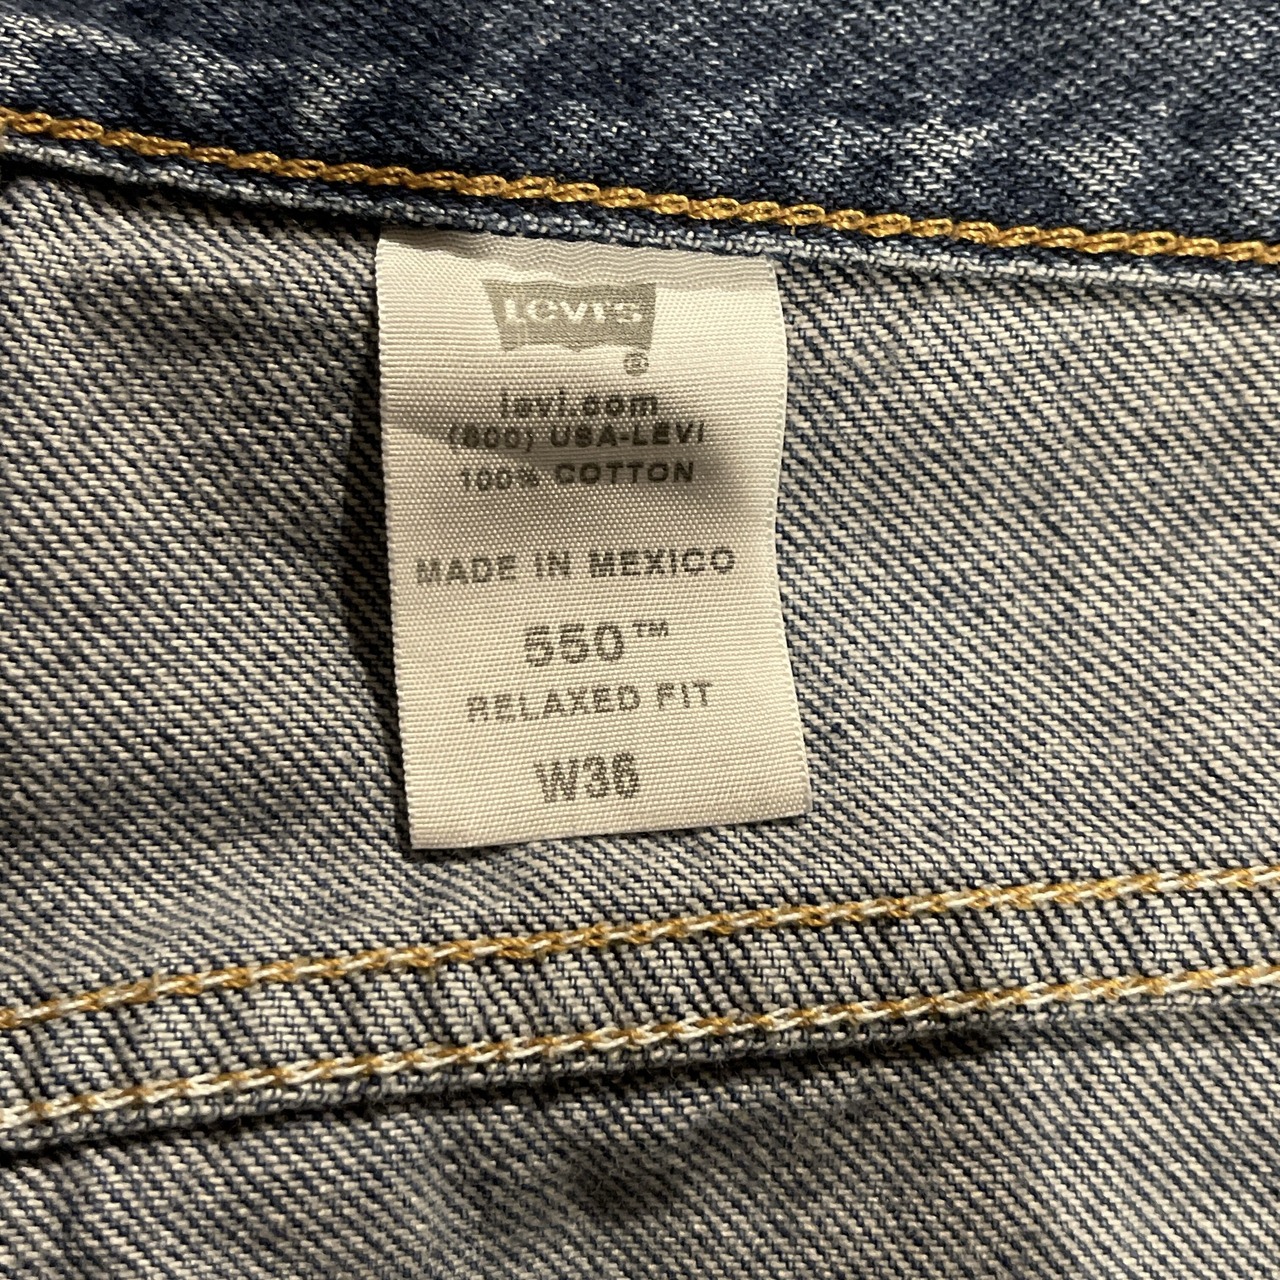 Levi's
®
levi.com
(800) USA-LEVI
100% COTTON
MADE IN MEXICO
550™
RELAXED FIT
W36